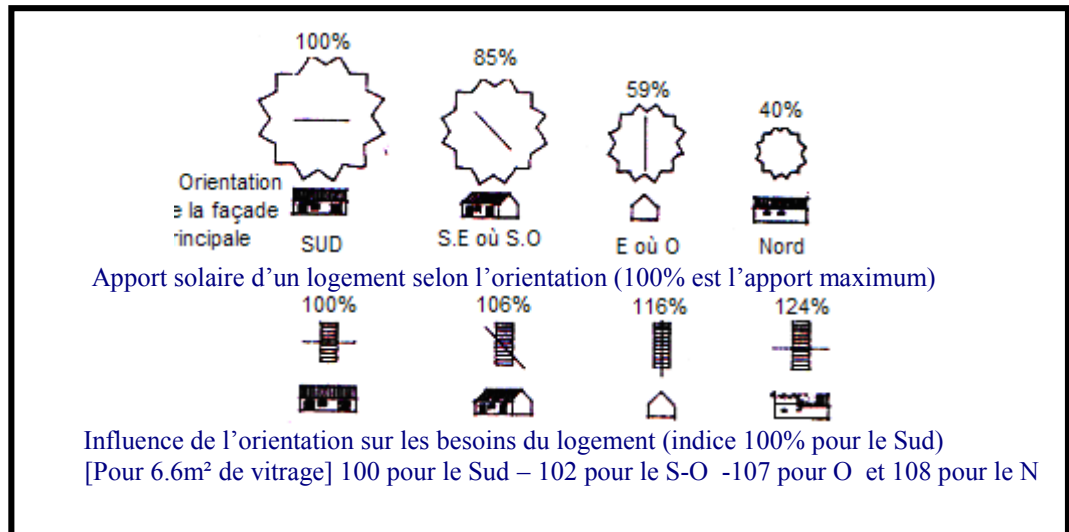 100%
85%
59%
40%
Orientation
e la façade
rincipale
SUD
S.E où S.O
E où O
Nord
Apport solaire d'un logement selon l'orientation (100% est l'apport maximum)
100%
106%
116%
124%
Influence de l'orientation sur les besoins du logement (indice 100% pour le Sud)
[Pour 6.6m² de vitrage] 100 pour le Sud – 102 pour le S-O -107 pour O et 108 pour le N